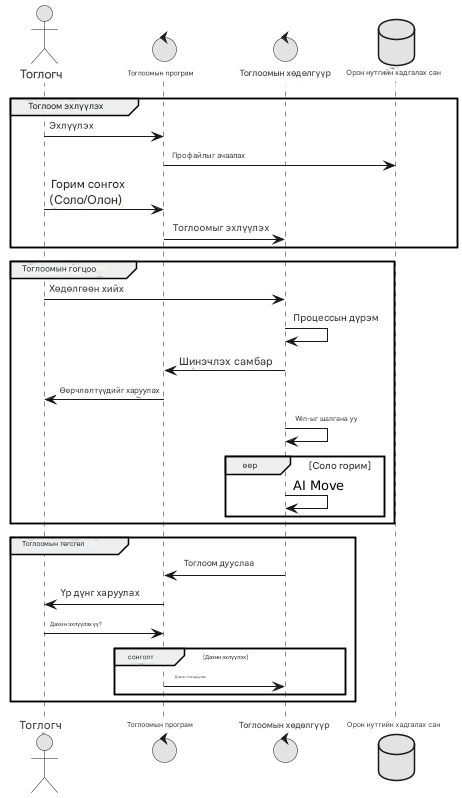 Тоглогч
Тоглоомын програм
Тоглоомын хөдөлгүүр
Орон нутгийн хадгалах сан
Тоглоом эхлүүлэх
Эхлүүлэх
Профайлыг ачаалах
Горим сонгох
(Соло/Олон)
Тоглоомыг эхлүүлэх
Тоглоомын гогцоо
Хөдөлгөөн хийх
Процессын дүрэм
Шинэчлэх самбар
Өөрчлөлтүүдийг харуулах
Win-ыг шалгана уу
өөр
[Соло горим]
AI Move
Тоглоомын төгсгөл
Тоглоом дууслаа
Үр дүнг харуулах
Дахин эхлүүлэх үү?
сонголт
[Дахин эхлүүлэх]
Тоглогч
Тоглоомын програм
Тоглоомын хөдөлгүүр
Орон нутгийн хадгалах сан